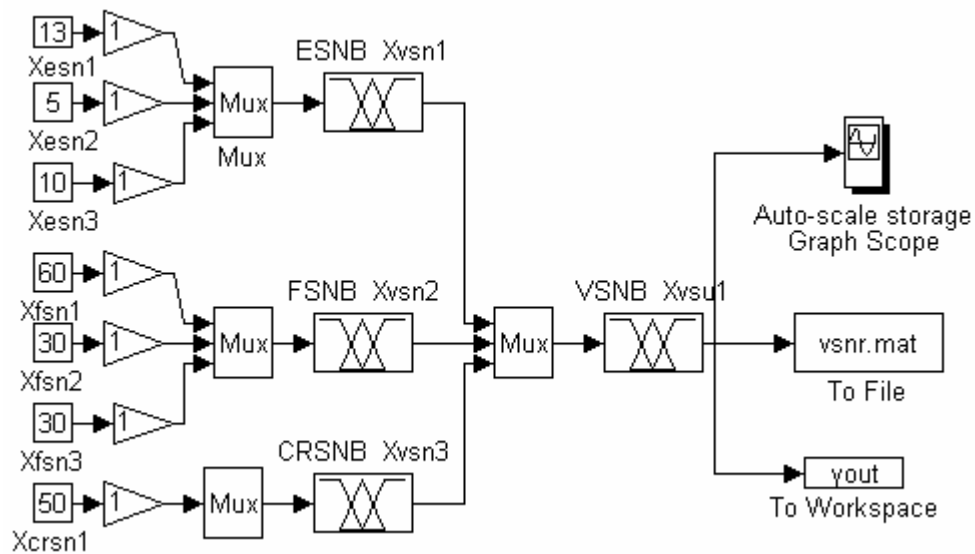 13
1
Xesn1
5
1
Xesn2
10
1
Xesn3
Mux
Mux
ESNB Xvsn1
60
1
Xfsn1
30
1
Xfsn2
30
1
Xfsn3
Mux
FSNB Xvsn2
50
1
Xcrsn1
Mux
CRSNB Xvsn3
Mux
VSNB Xvsu1
Auto-scale storage
Graph Scope
vsnr.mat
To File
yout
To Workspace